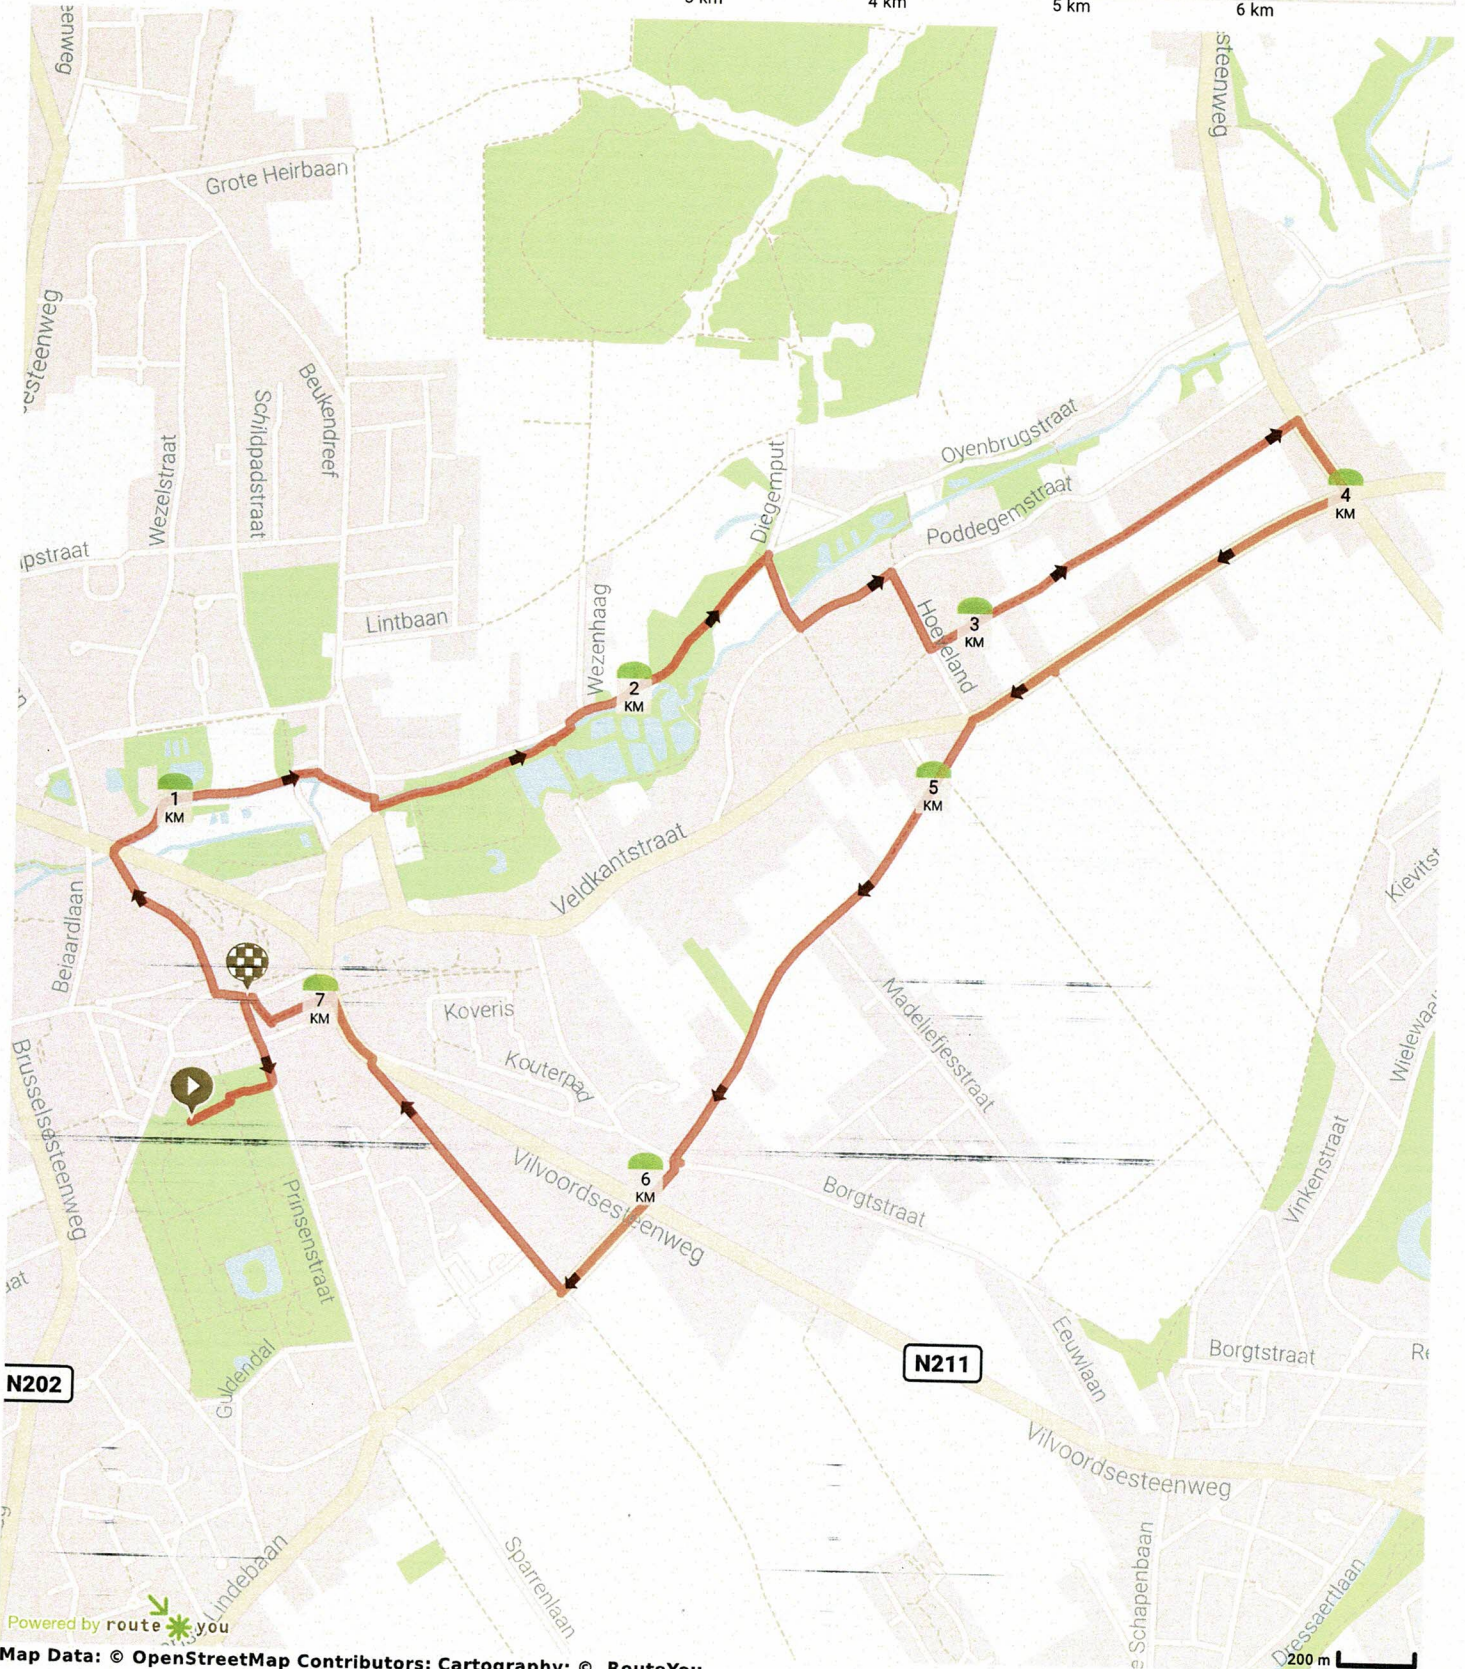 4 km
5 km
6 km
steenweg
Grote Heirbaan
Beukendreef
Schildpadstraat
Wezelstraat
Oyenbrugstraat
Diegemput
Poddegemstraat
4
KM
Lintbaan
Wezenhaag
Hoeveland
3
KM
2
KM
1
KM
5
KM
Veldkantstraat
Beiaardlaan
7
KM
Koveris
Kouterpad
Madeliefjesstraat
Wielewaa
Kievitst
Brusselsesteenweg
Vinkenstraat
6
KM
Vilvoordsesteenweg
Borgtstraat
Prinsenstraat
Guldendal
N202
N211
Eeuwlaan
Borgtstraat
Vilvoordsesteenweg
Lindebaan
Sparrenlaan
e Schapenbaan
Dressaertlaan
Powered by route you
Map Data: © OpenStreetMap Contributors; Cartography: © RouteYou
200 m